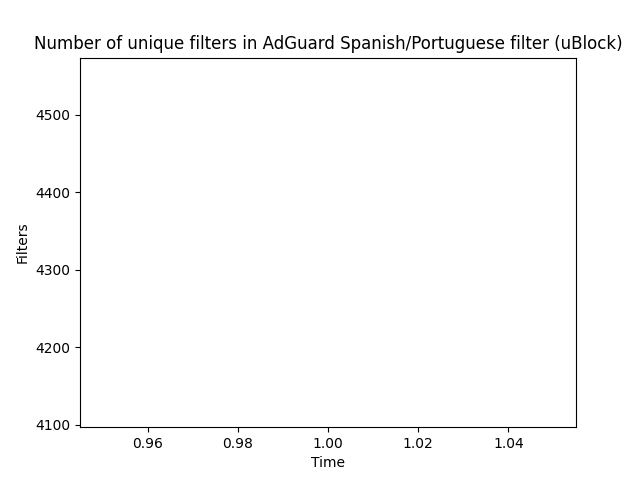 Number of unique filters in AdGuard Spanish/Portuguese filter (uBlock)
4500
4400
4300
4200
4100
Filters
0.96 0.98 1.00 1.02 1.04
Time